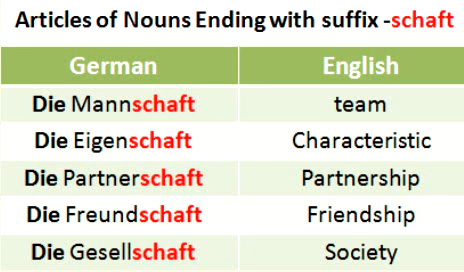 Articles of Nouns Ending with suffix -schaft
German English
Die Mannschaft team
Die Eigenschaft Characteristic
Die Partnerschaft Partnership
Die Freundschaft Friendship
Die Gesellschaft Society